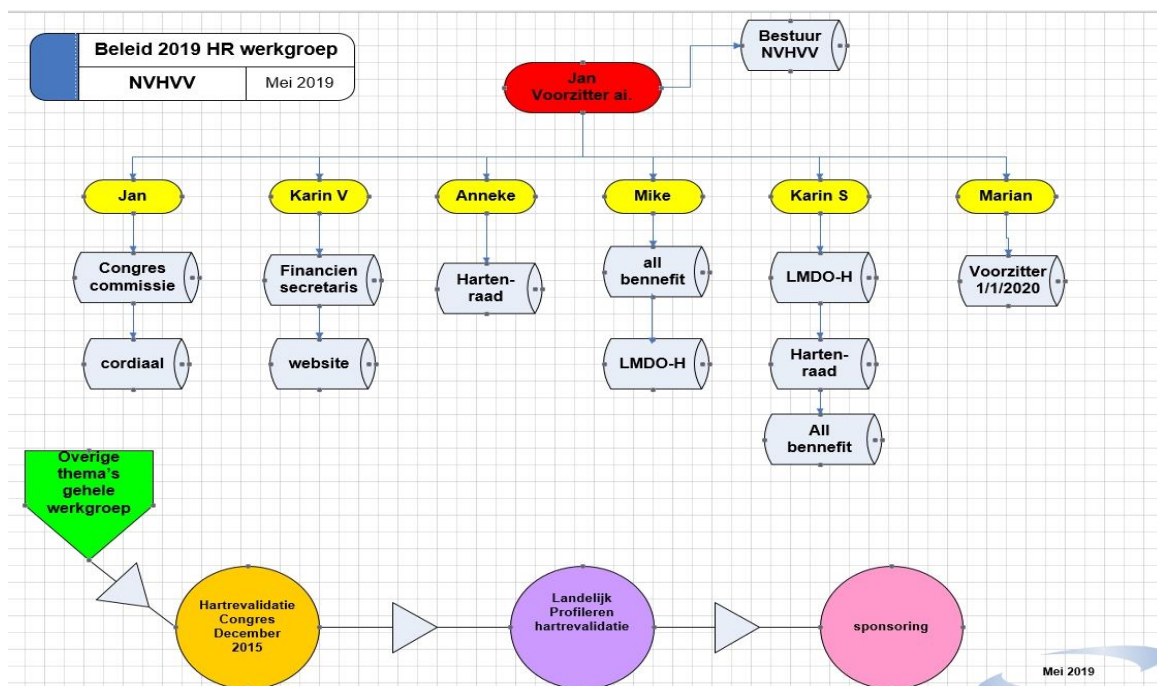 Beleid 2019 HR werkgroep
NVHVV
Mei 2019
Bestuur
NVHVV
Jan
Voorzitter ai.
Jan
Karin V
Anneke
Mike
Karin S
Marian
Congres
commissie
Financien
secretaris
Harten-
raad
all
bennefit
LMDO-H
Voorzitter
1/1/2020
cordiaal
website
LMDO-H
Harten-
raad
All
bennefit
Overige
thema's
gehele
werkgroep
Hartrevalidatie
Congres
December
2015
Landelijk
Profileren
hartrevalidatie
sponsoring
Mei 2019